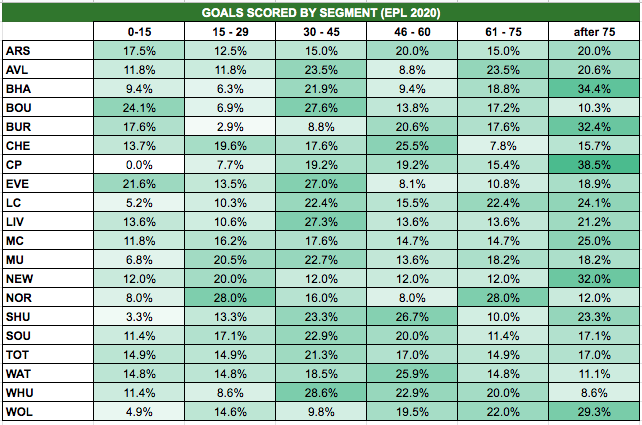 GOALS SCORED BY SEGMENT (EPL 2020)
0-15 15 - 29 30 - 45 46 - 60 61 - 75 after 75
ARS 17.5% 12.5% 15.0% 20.0% 15.0% 20.0%
AVL 11.8% 11.8% 23.5% 8.8% 23.5% 20.6%
BHA 9.4% 6.3% 21.9% 9.4% 18.8% 34.4%
BOU 24.1% 6.9% 27.6% 13.8% 17.2% 10.3%
BUR 17.6% 2.9% 8.8% 20.6% 17.6% 32.4%
CHE 13.7% 19.6% 17.6% 25.5% 7.8% 15.7%
CP 0.0% 7.7% 19.2% 19.2% 15.4% 38.5%
EVE 21.6% 13.5% 27.0% 8.1% 10.8% 18.9%
LC 5.2% 10.3% 22.4% 15.5% 22.4% 24.1%
LIV 13.6% 10.6% 27.3% 13.6% 13.6% 21.2%
MC 11.8% 16.2% 17.6% 14.7% 14.7% 25.0%
MU 6.8% 20.5% 22.7% 13.6% 18.2% 18.2%
NEW 12.0% 20.0% 12.0% 12.0% 12.0% 32.0%
NOR 8.0% 28.0% 16.0% 8.0% 28.0% 12.0%
SHU 3.3% 13.3% 23.3% 26.7% 10.0% 23.3%
SOU 11.4% 17.1% 22.9% 20.0% 11.4% 17.1%
TOT 14.9% 14.9% 21.3% 17.0% 14.9% 17.0%
WAT 14.8% 14.8% 18.5% 25.9% 14.8% 11.1%
WHU 11.4% 8.6% 28.6% 22.9% 20.0% 8.6%
WOL 4.9% 14.6% 9.8% 19.5% 22.0% 29.3%